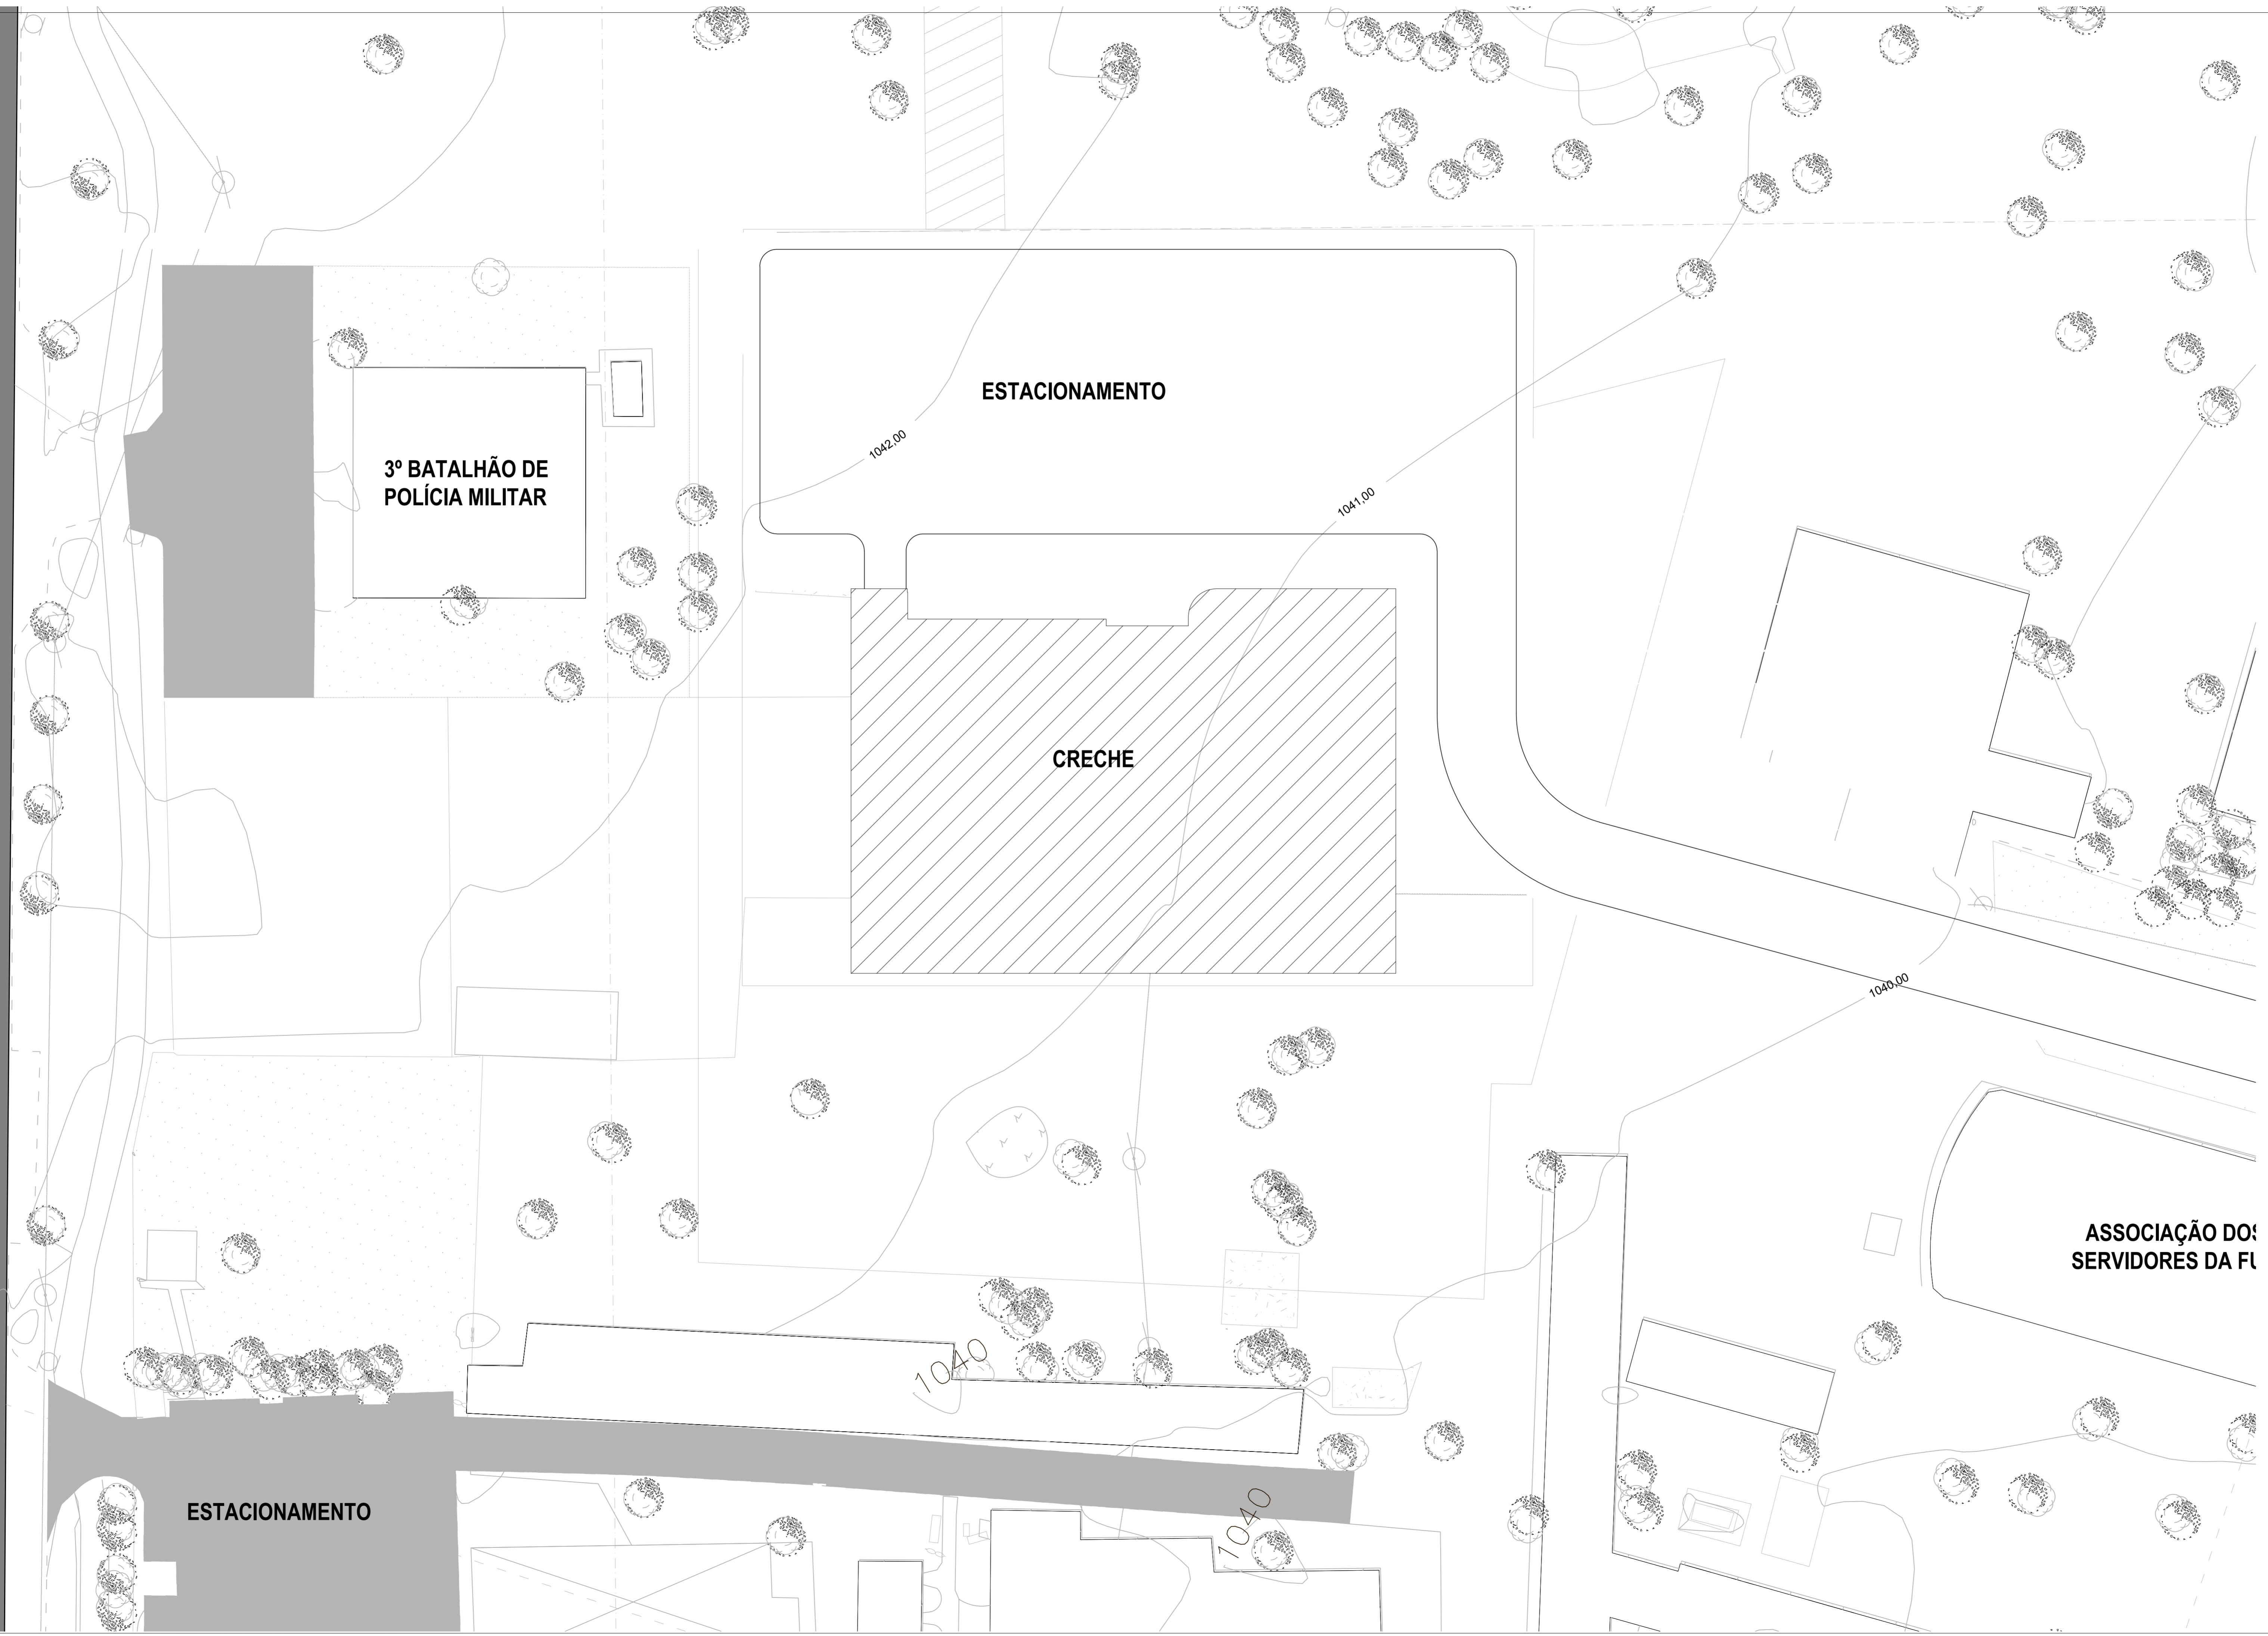 ESTACIONAMENTO
1042,00
3º BATALHÃO DE
POLÍCIA MILITAR
1041,00
CRECHE
1040,00
ASSOCIAÇÃO DOS
SERVIDORES DA FU
1040
1040
ESTACIONAMENTO